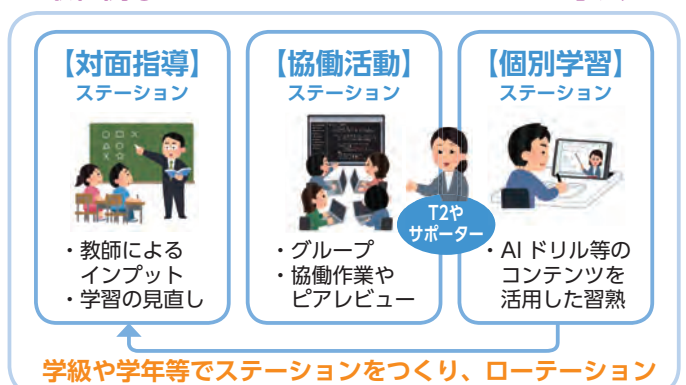 【対面指導】
ステーション
・教師による
インプット
・学習の見直し
【協働活動】
ステーション
・グループ
・協働作業や
ピアレビュー
T2や
サポーター
【個別学習】
ステーション
・AIドリル等の
コンテンツを
活用した習熟
学級や学年等でステーションをつくり、ローテーション